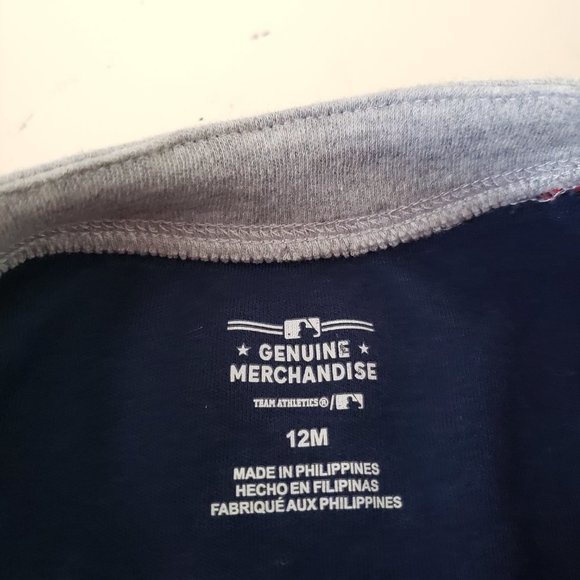 ★ GENUINE ★
MERCHANDISE
TEAM ATHLETICS®/
12M
MADE IN PHILIPPINES
HECHO EN FILIPINAS
FABRIQUÉ AUX PHILIPPINES